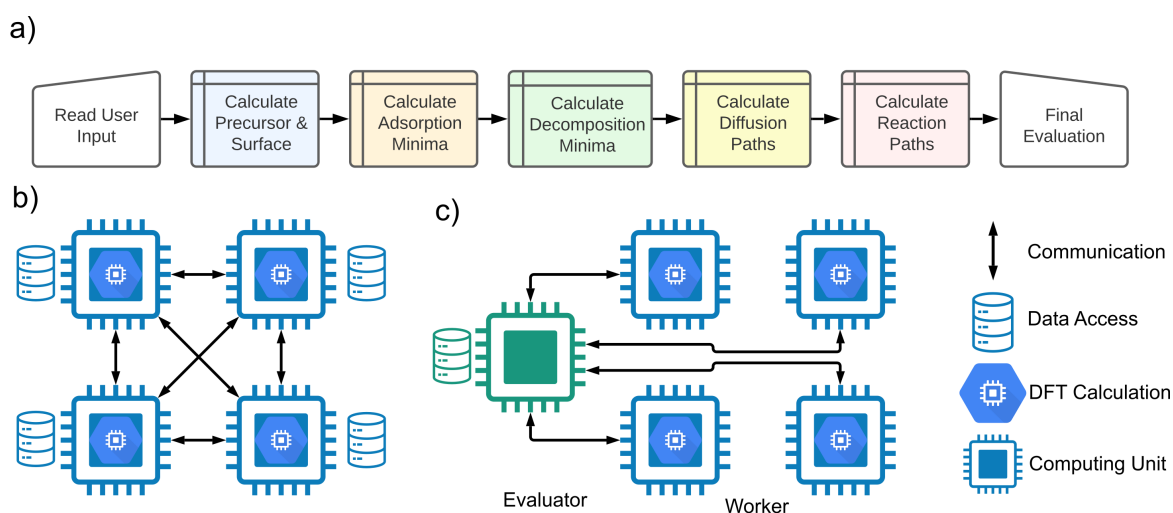 a)
Read User
Input
Calculate
Precursor &
Surface
Calculate
Adsorption
Minima
Calculate
Decomposition
Minima
Calculate
Diffusion
Paths
Calculate
Reaction
Paths
Final
Evaluation
b)
c)
Evaluator
Worker
Communication
Data Access
DFT Calculation
Computing Unit